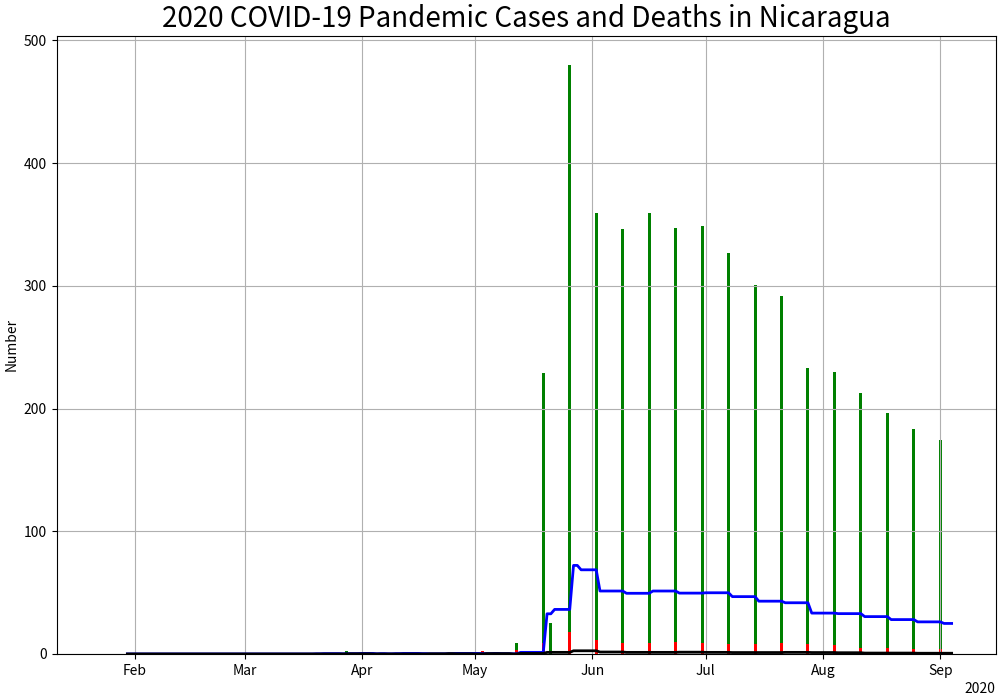 2020 COVID-19 Pandemic Cases and Deaths in Nicaragua
500
400
300
200
100
0
Number
Feb Mar Apr May Jun Jul Aug Sep
2020